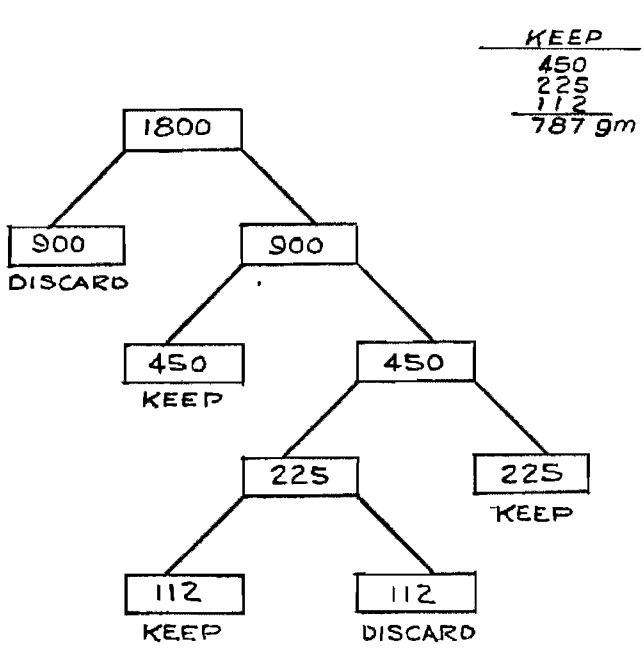 KEEP
450
225
112
787 gm
1800
900 900
DISCARD
450 450
KEEP
225 225
KEEP
112 112
KEEP DISCARD